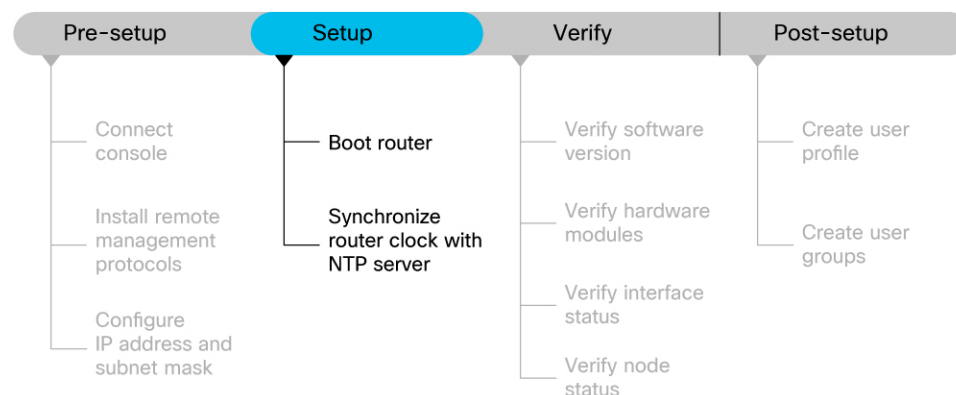 Pre-setup
Setup
Verify
Post-setup
Connect
console
Install remote
management
protocols
Configure
IP address and
subnet mask
Boot router
Synchronize
router clock with
NTP server
Verify software
version
Verify hardware
modules
Verify interface
status
Verify node
status
Create user
profile
Create user
groups